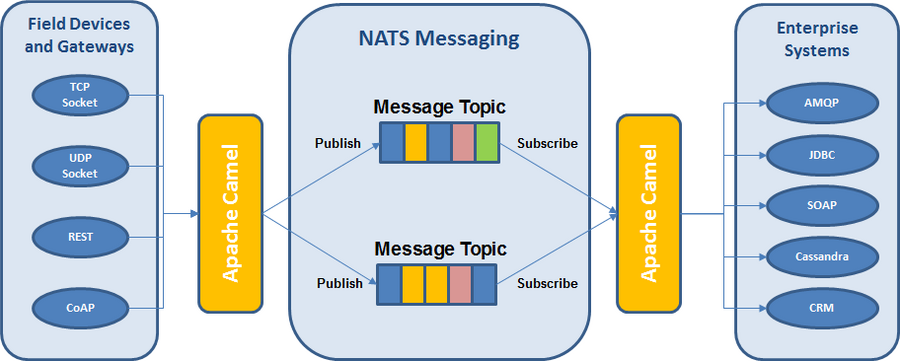 Field Devices
and Gateways
TCP
Socket
UDP
Socket
REST
CoAP
Apache Camel
NATS Messaging
Message Topic
Publish
Subscribe
Message Topic
Publish
Subscribe
Apache Camel
Enterprise
Systems
AMQP
JDBC
SOAP
Cassandra
CRM